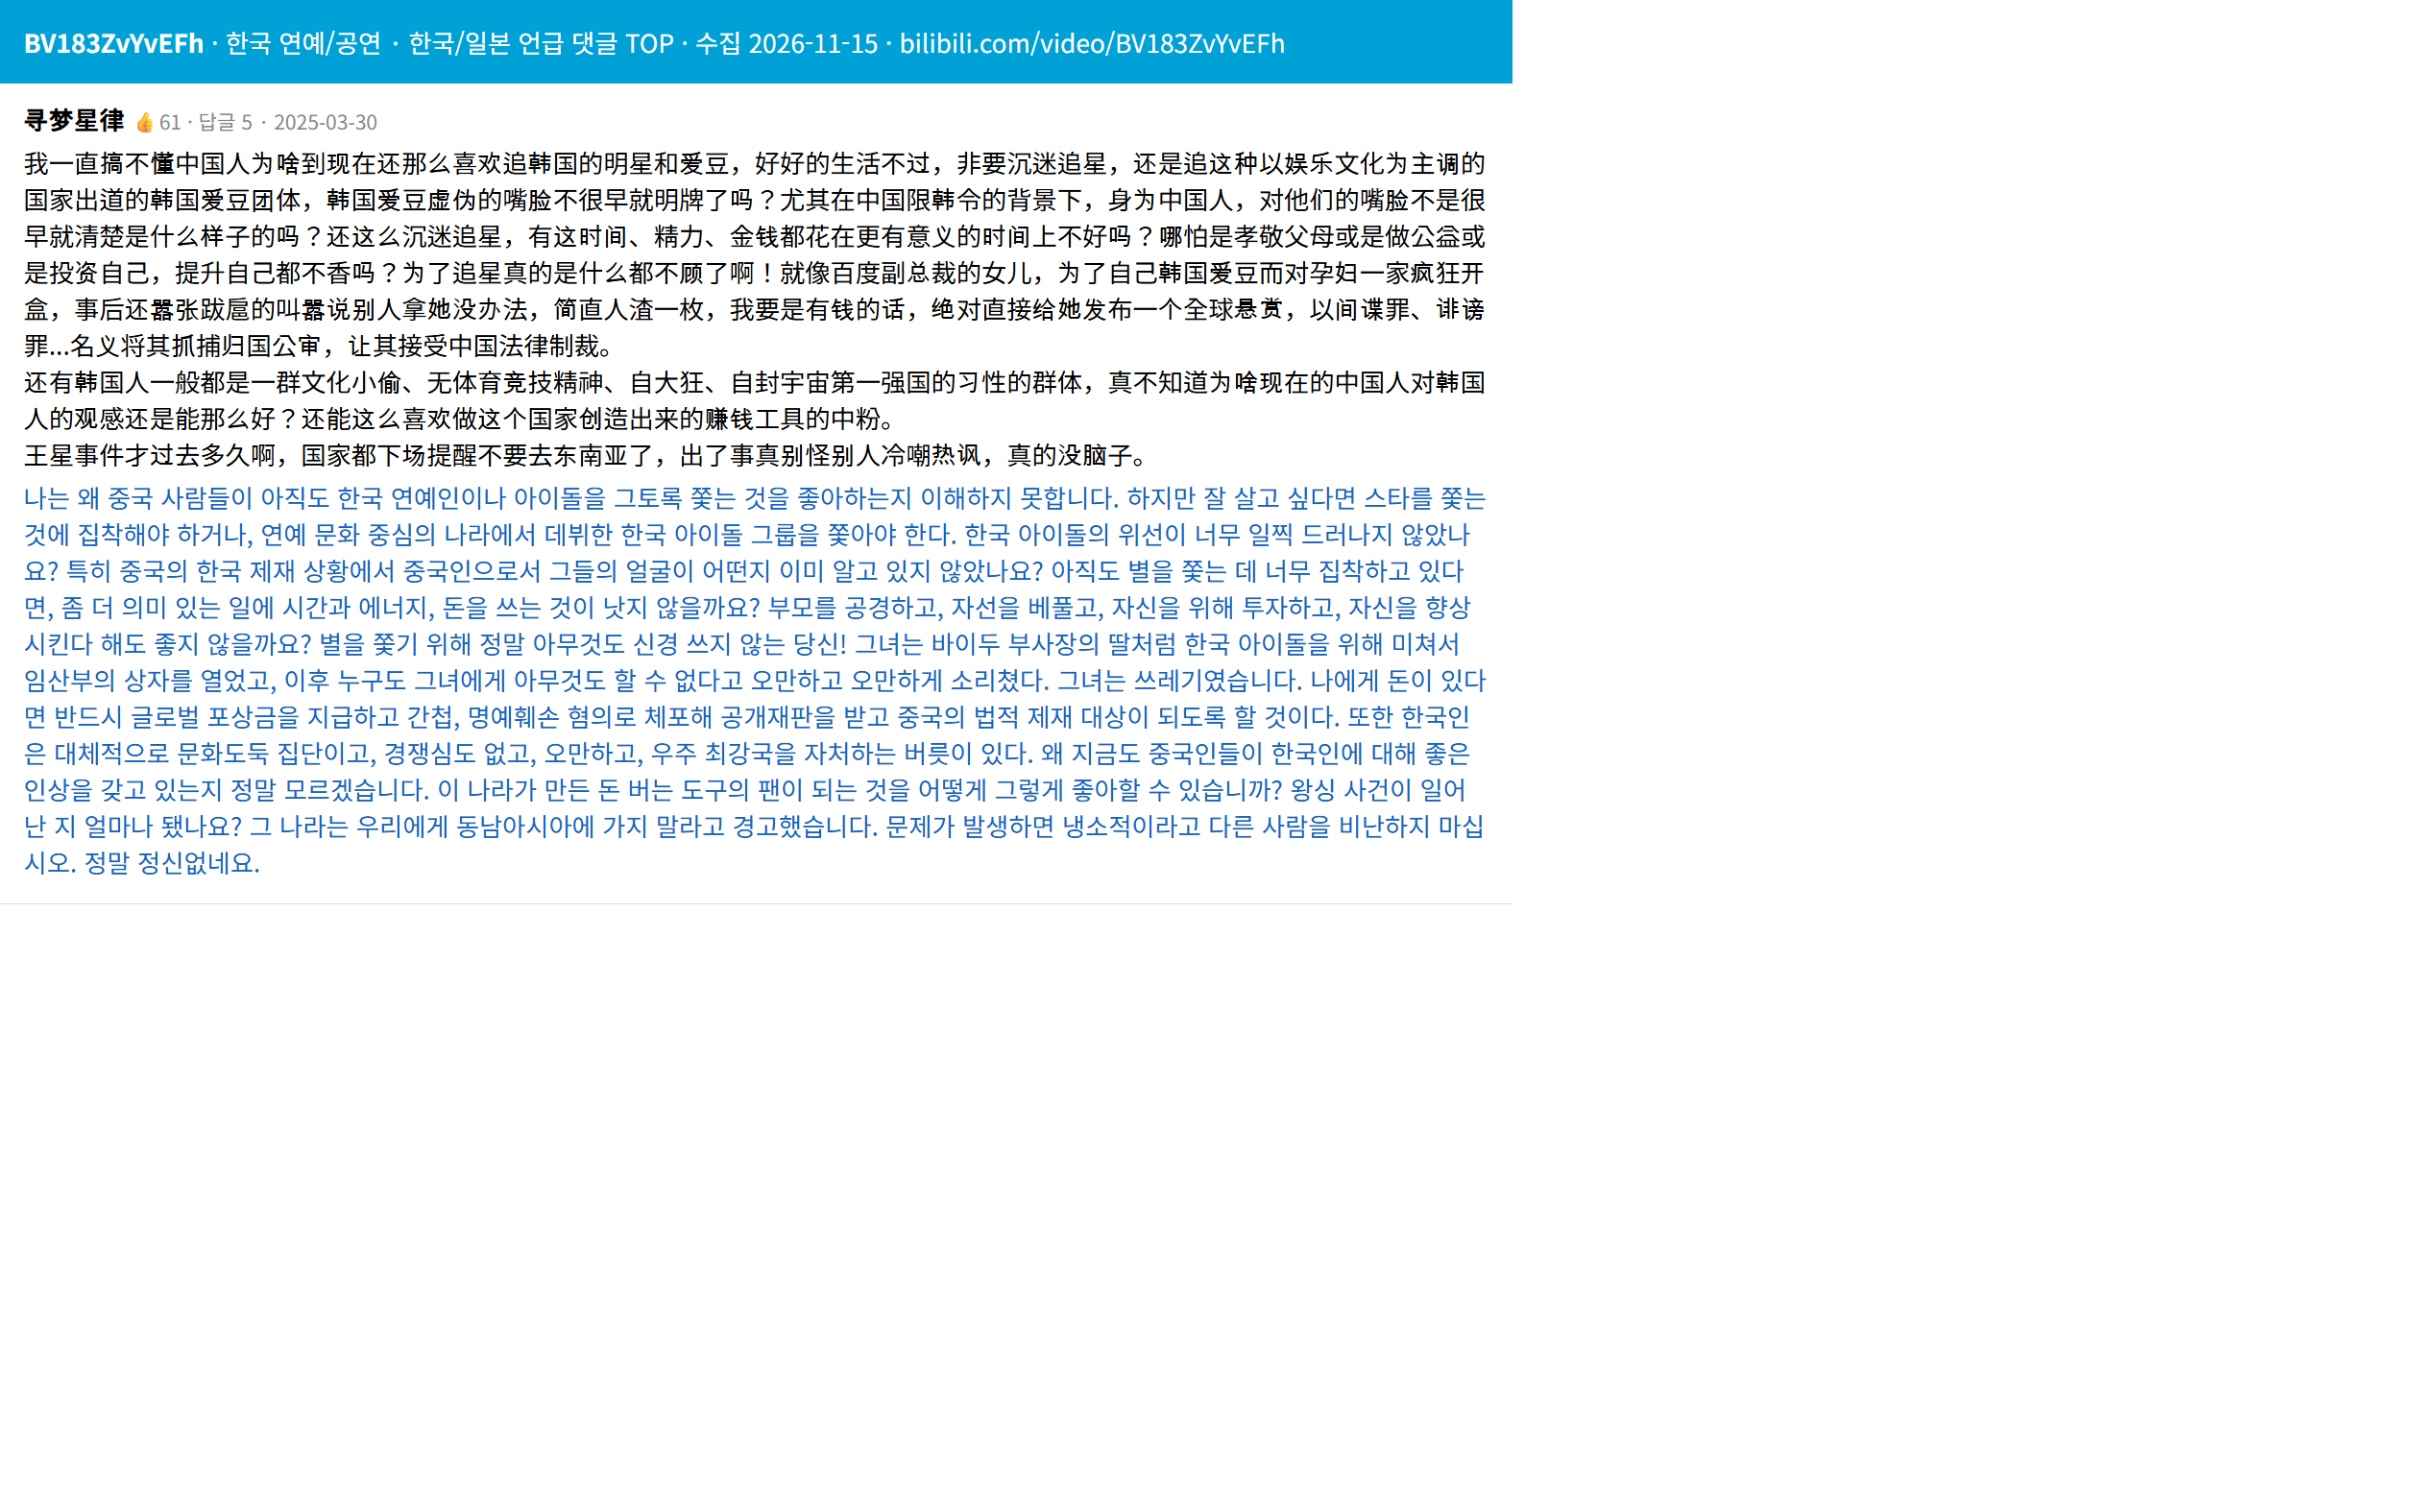 BV183ZvYvEFh · 한국 연예/공연 · 한국/일본 언급 댓글 TOP · 수집 2026-11-15 · bilibili.com/video/BV183ZvYvEFh
寻梦星律 👍 61 · 답글 5 · 2025-03-30
我一直搞不懂中国人为啥到现在还那么喜欢追韩国的明星和爱豆，好好的生活不过，非要沉迷追星，还是追这种以娱乐文化为主调的
国家出道的韩国爱豆团体，韩国爱豆虚伪的嘴脸不很早就明牌了吗？尤其在中国限韩令的背景下，身为中国人，对他们的嘴脸不是很
早就清楚是什么样子的吗？还这么沉迷追星，有这时间、精力、金钱都花在更有意义的时间上不好吗？哪怕是孝敬父母或是做公益或
是投资自己，提升自己都不香吗？为了追星真的是什么都不顾了啊！就像百度副总裁的女儿，为了自己韩国爱豆而对孕妇一家疯狂开
盒，事后还嚣张跋扈的叫嚣说别人拿她没办法，简直人渣一枚，我要是有钱的话，绝对直接给她发布一个全球悬赏，以间谍罪、诽谤
罪...名义将其抓捕归国公审，让其接受中国法律制裁。
还有韩国人一般都是一群文化小偷、无体育竞技精神、自大狂、自封宇宙第一强国的习性的群体，真不知道为啥现在的中国人对韩国
人的观感还是能那么好？还能这么喜欢做这个国家创造出来的赚钱工具的中粉。
王星事件才过去多久啊，国家都下场提醒不要去东南亚了，出了事真别怪别人冷嘲热讽，真的没脑子。
나는 왜 중국 사람들이 아직도 한국 연예인이나 아이돌을 그토록 쫓는 것을 좋아하는지 이해하지 못합니다. 하지만 잘 살고 싶다면 스타를 쫓는
것에 집착해야 하거나, 연예 문화 중심의 나라에서 데뷔한 한국 아이돌 그룹을 쫓아야 한다. 한국 아이돌의 위선이 너무 일찍 드러나지 않았나
요? 특히 중국의 한국 제재 상황에서 중국인으로서 그들의 얼굴이 어떤지 이미 알고 있지 않았나요? 아직도 별을 쫓는 데 너무 집착하고 있다
면, 좀 더 의미 있는 일에 시간과 에너지, 돈을 쓰는 것이 낫지 않을까요? 부모를 공경하고, 자선을 베풀고, 자신을 위해 투자하고, 자신을 향상
시킨다 해도 좋지 않을까요? 별을 쫓기 위해 정말 아무것도 신경 쓰지 않는 당신! 그녀는 바이두 부사장의 딸처럼 한국 아이돌을 위해 미쳐서
임산부의 상자를 열었고, 이후 누구도 그녀에게 아무것도 할 수 없다고 오만하고 오만하게 소리쳤다. 그녀는 쓰레기였습니다. 나에게 돈이 있다
면 반드시 글로벌 포상금을 지급하고 간첩, 명예훼손 혐의로 체포해 공개재판을 받고 중국의 법적 제재 대상이 되도록 할 것이다. 또한 한국인
은 대체적으로 문화도둑 집단이고, 경쟁심도 없고, 오만하고, 우주 최강국을 자처하는 버릇이 있다. 왜 지금도 중국인들이 한국인에 대해 좋은
인상을 갖고 있는지 정말 모르겠습니다. 이 나라가 만든 돈 버는 도구의 팬이 되는 것을 어떻게 그렇게 좋아할 수 있습니까? 왕싱 사건이 일어
난 지 얼마나 됐나요? 그 나라는 우리에게 동남아시아에 가지 말라고 경고했습니다. 문제가 발생하면 냉소적이라고 다른 사람을 비난하지 마십
시오. 정말 정신없네요.